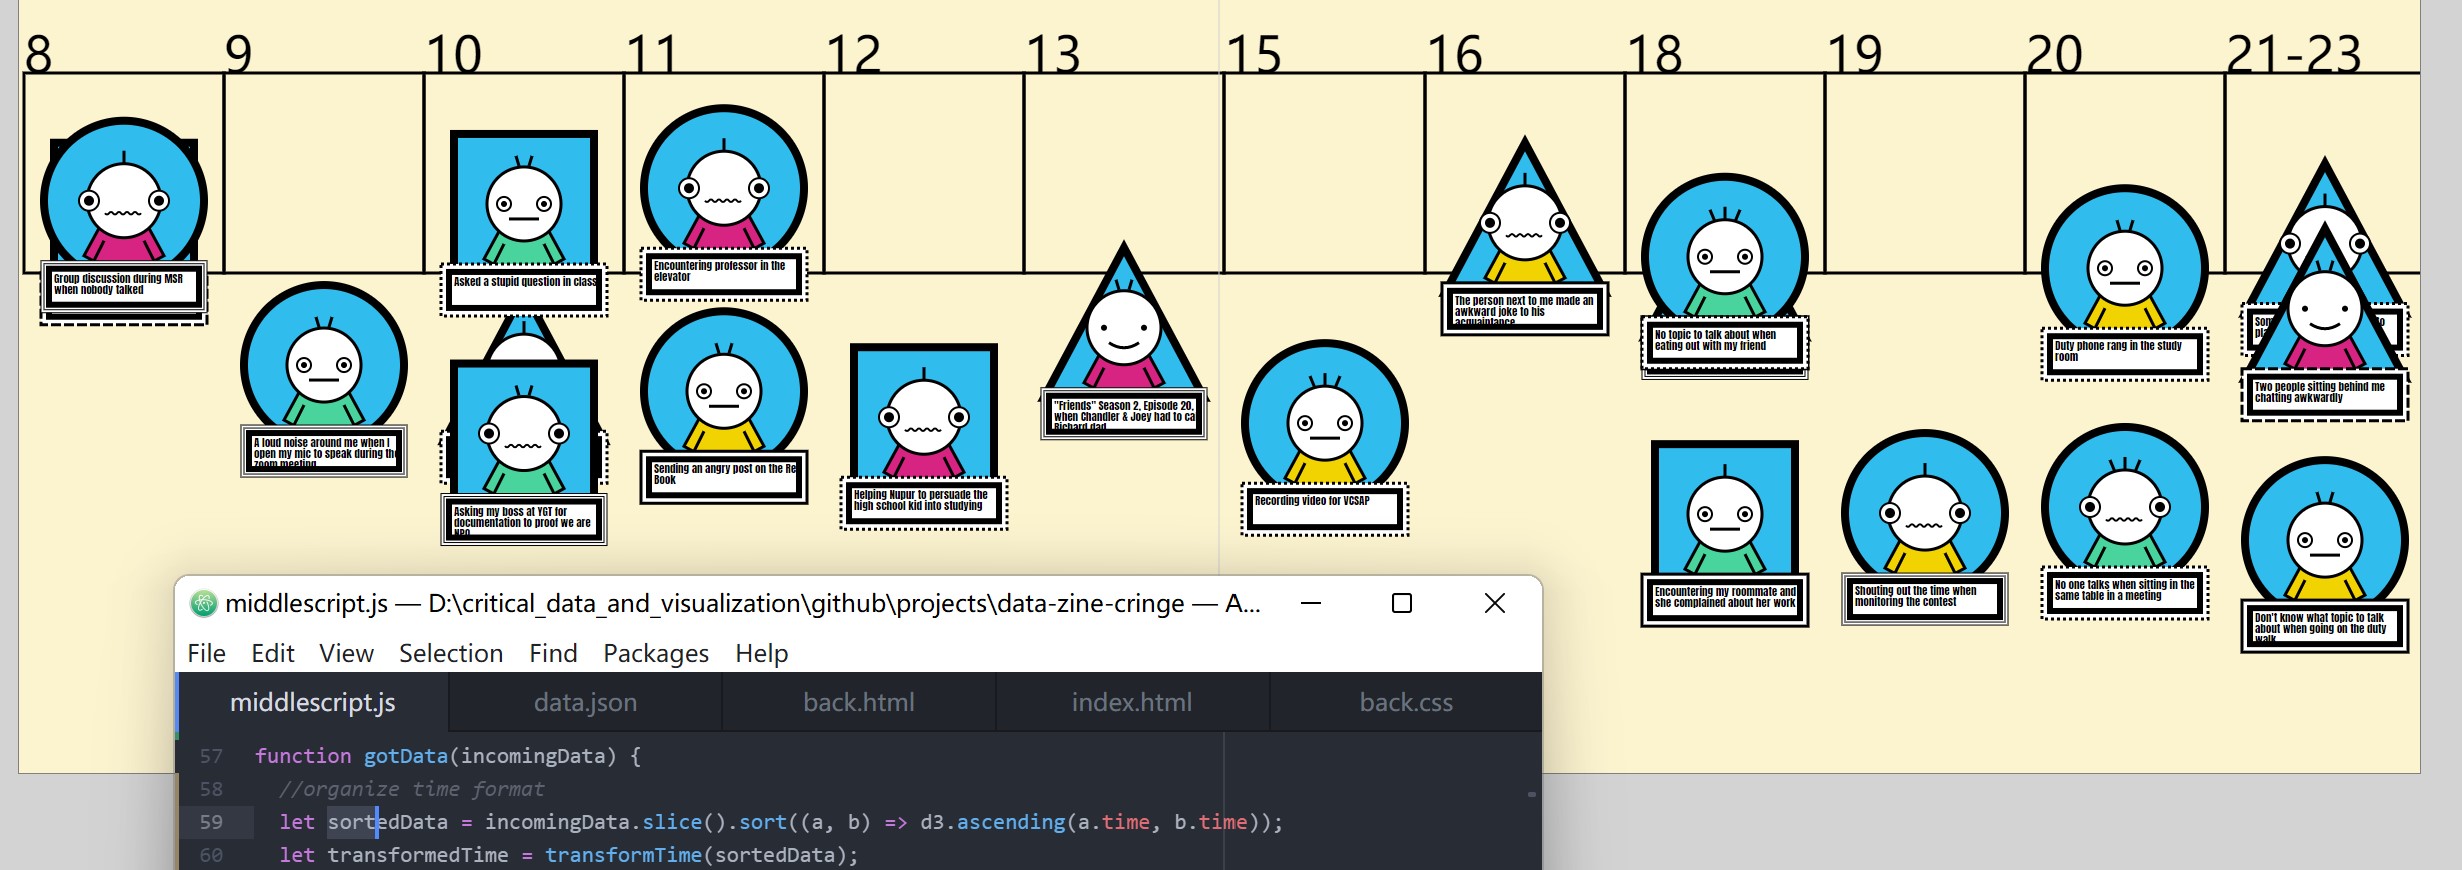 8 9 10 11 12 13 15 16 18 19 20 21-23
Group discussion during MSR
when nobody talked
A loud noise around me when I
open my mic to speak during th
zoom meeting
Asked a stupid question in class
Asking my boss at YGT for
documentation to proof we are
NPO
Encountering professor in the
elevator
Sending an angry post on the Re
Book
Helping Nupur to persuade the
high school kid into studying
"Friends" Season 2, Episode 20,
when Chandler & Joey had to ca
Richard dad
Recording video for VCSAP
The person next to me made an
awkward joke to his
acquaintance
No topic to talk about when
eating out with my friend
Encountering my roommate and
she complained about her work
Shouting out the time when
monitoring the contest
Duty phone rang in the study
room
No one talks when sitting in the
same table in a meeting
Two people sitting behind me
chatting awkwardly
Don't know what topic to talk
about when going on the duty
walk
middlescript.js — D:\critical_data_and_visualization\github\projects\data-zine-cringe — A...
File Edit View Selection Find Packages Help
middlescript.js data.json back.html index.html back.css
57 function gotData(incomingData) {
58 //organize time format
59 let sortedData = incomingData.slice().sort((a, b) => d3.ascending(a.time, b.time));
60 let transformedTime = transformTime(sortedData);